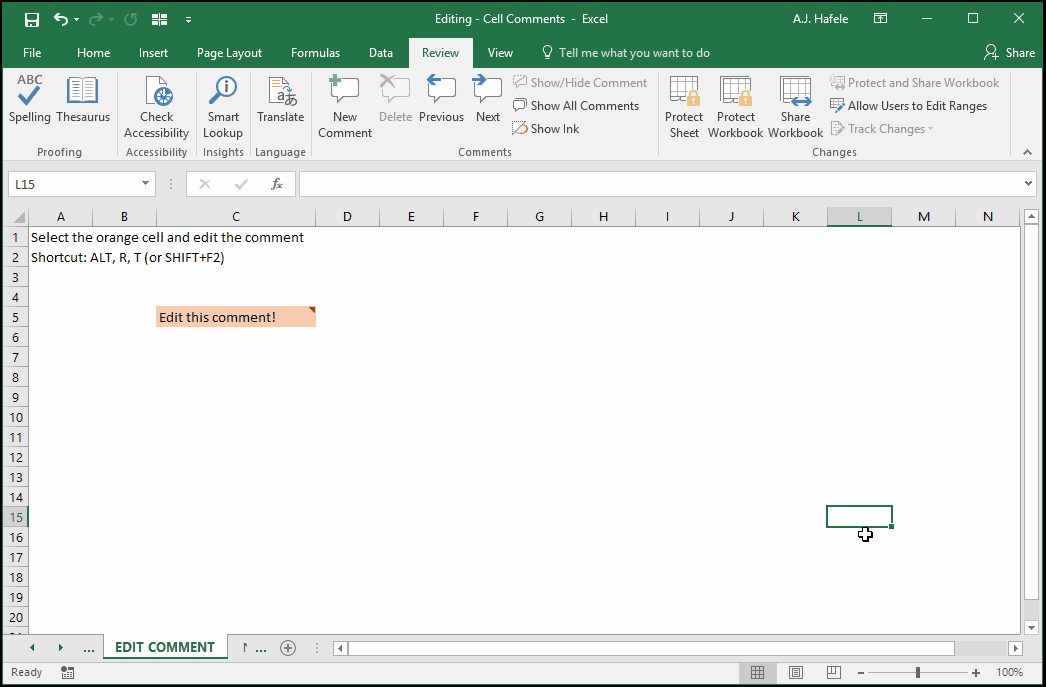 Editing - Cell Comments - Excel
A.J. Hafele
File Home Insert Page Layout Formulas Data Review View Tell me what you want to do Share
ABC
Spelling Thesaurus
Proofing
Check Accessibility
Accessibility
Smart Lookup
Insights
Translate
Language
New Comment Delete Previous Next
Show/Hide Comment
Show All Comments
Show Ink
Comments
Protect Sheet Protect Workbook Share Workbook
Protect and Share Workbook
Allow Users to Edit Ranges
Track Changes
Changes
L15 fx
A B C D E F G H I J K L M N
1 Select the orange cell and edit the comment
2 Shortcut: ALT, R, T (or SHIFT+F2)
3
4
5 Edit this comment!
6
7
8
9
10
11
12
13
14
15
16
17
18
19
20
... EDIT COMMENT ...
Ready 100%